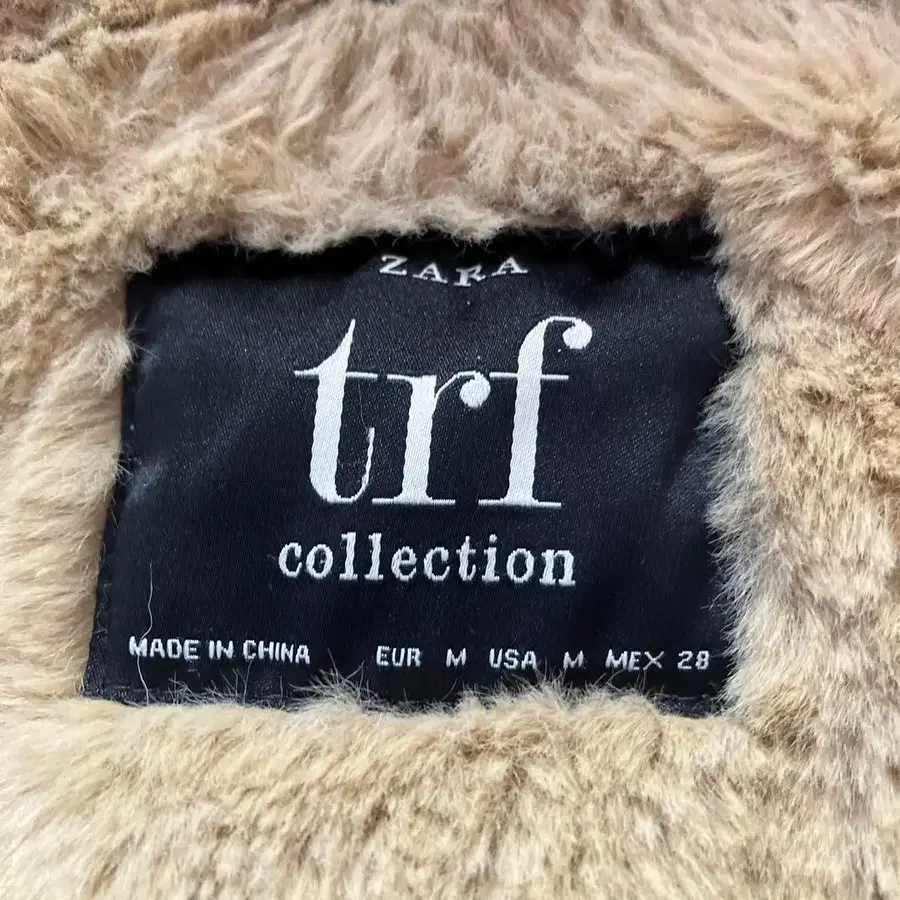 ZARA
trf
collection
MADE IN CHINA EUR M USA M MEX 28